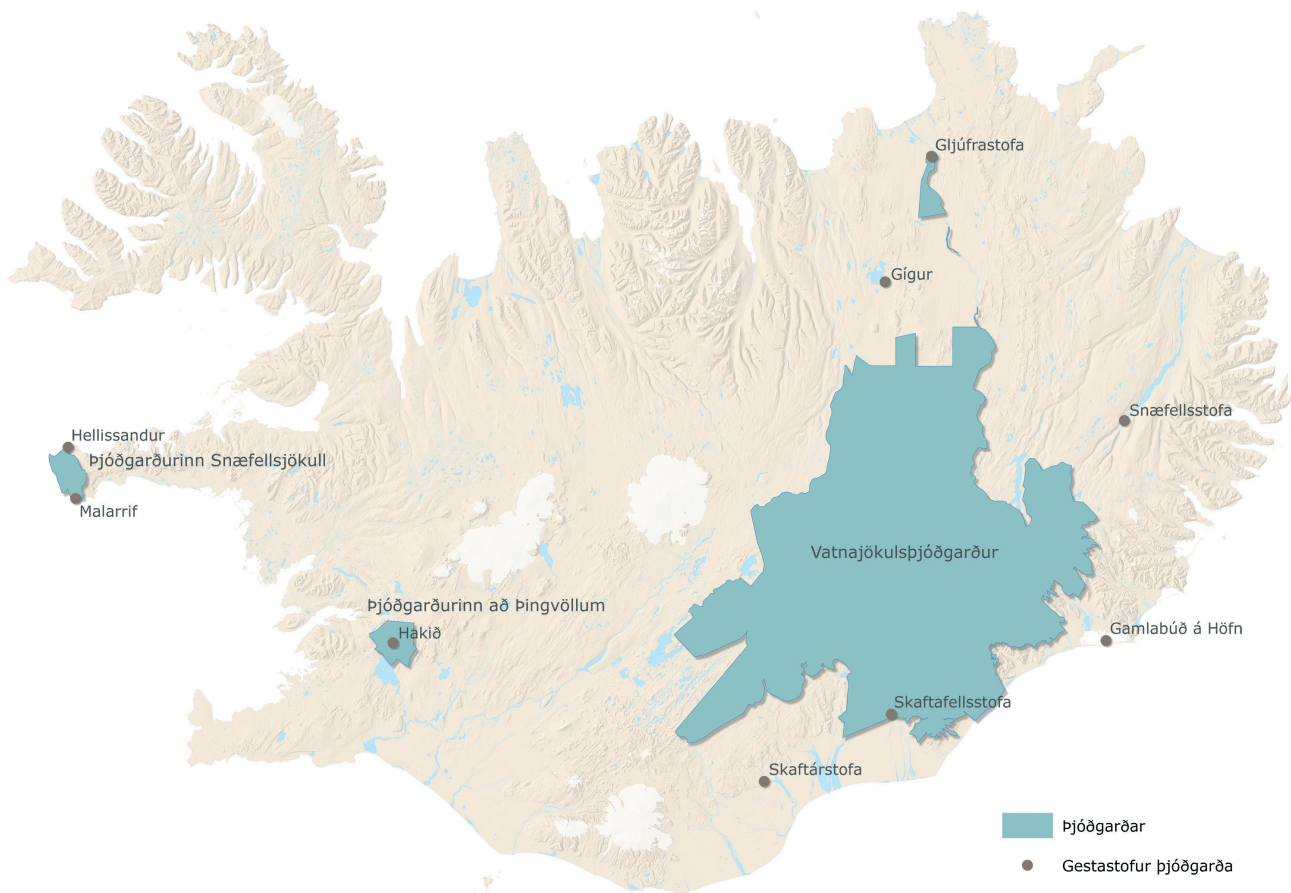 Gljúfrastofa
Gígur
Snæfellsstofa
Hellissandur
Þjóðgarðurinn Snæfellsjökull
Malarrif
Vatnajökulsþjóðgarður
Þjóðgarðurinn að Þingvöllum
Hakið
Gamlabúð á Höfn
Skaftafellsstofa
Skaftárstofa
Þjóðgarðar
Gestastofur þjóðgarða